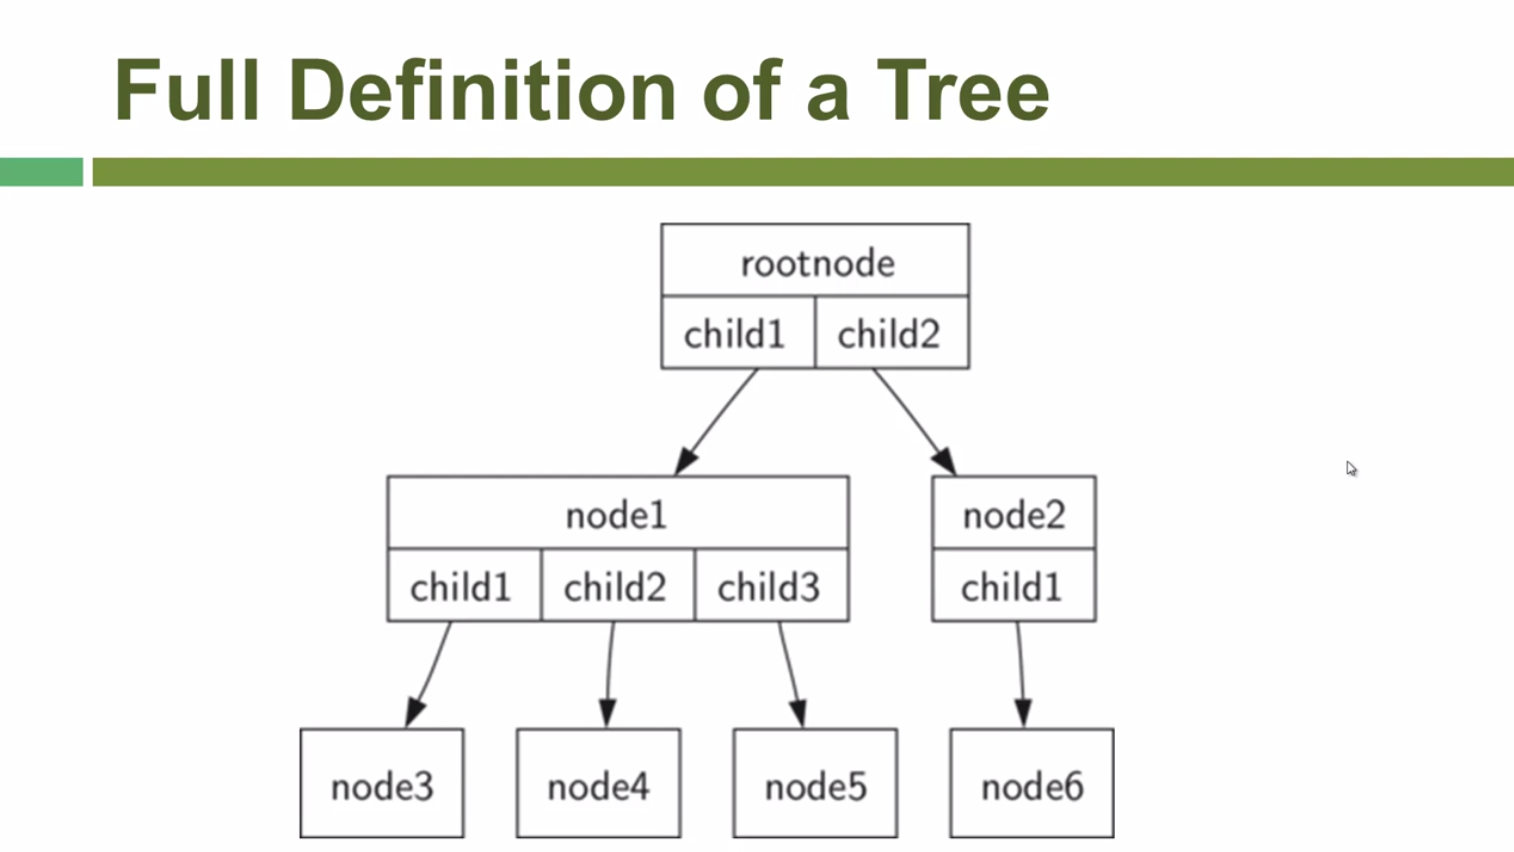 Full Definition of a Tree
rootnode
child1 child2
node1 node2
child1 child2 child3 child1
node3 node4 node5 node6